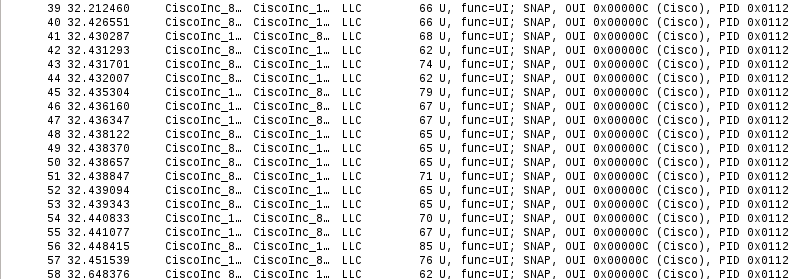 39 32.212460 CiscoInc_8… CiscoInc_1… LLC 66 U, func=UI; SNAP, OUI 0x00000C (Cisco), PID 0x0112
40 32.426551 CiscoInc_1… CiscoInc_8… LLC 66 U, func=UI; SNAP, OUI 0x00000C (Cisco), PID 0x0112
41 32.430287 CiscoInc_1… CiscoInc_8… LLC 68 U, func=UI; SNAP, OUI 0x00000C (Cisco), PID 0x0112
42 32.431293 CiscoInc_8… CiscoInc_1… LLC 62 U, func=UI; SNAP, OUI 0x00000C (Cisco), PID 0x0112
43 32.431701 CiscoInc_8… CiscoInc_1… LLC 74 U, func=UI; SNAP, OUI 0x00000C (Cisco), PID 0x0112
44 32.432007 CiscoInc_8… CiscoInc_1… LLC 62 U, func=UI; SNAP, OUI 0x00000C (Cisco), PID 0x0112
45 32.435304 CiscoInc_1… CiscoInc_8… LLC 79 U, func=UI; SNAP, OUI 0x00000C (Cisco), PID 0x0112
46 32.436160 CiscoInc_1… CiscoInc_8… LLC 67 U, func=UI; SNAP, OUI 0x00000C (Cisco), PID 0x0112
47 32.436347 CiscoInc_1… CiscoInc_8… LLC 67 U, func=UI; SNAP, OUI 0x00000C (Cisco), PID 0x0112
48 32.438122 CiscoInc_8… CiscoInc_1… LLC 65 U, func=UI; SNAP, OUI 0x00000C (Cisco), PID 0x0112
49 32.438370 CiscoInc_8… CiscoInc_1… LLC 65 U, func=UI; SNAP, OUI 0x00000C (Cisco), PID 0x0112
50 32.438657 CiscoInc_8… CiscoInc_1… LLC 65 U, func=UI; SNAP, OUI 0x00000C (Cisco), PID 0x0112
51 32.438847 CiscoInc_8… CiscoInc_1… LLC 71 U, func=UI; SNAP, OUI 0x00000C (Cisco), PID 0x0112
52 32.439094 CiscoInc_8… CiscoInc_1… LLC 65 U, func=UI; SNAP, OUI 0x00000C (Cisco), PID 0x0112
53 32.439343 CiscoInc_8… CiscoInc_1… LLC 65 U, func=UI; SNAP, OUI 0x00000C (Cisco), PID 0x0112
54 32.440833 CiscoInc_1… CiscoInc_8… LLC 70 U, func=UI; SNAP, OUI 0x00000C (Cisco), PID 0x0112
55 32.441077 CiscoInc_1… CiscoInc_8… LLC 67 U, func=UI; SNAP, OUI 0x00000C (Cisco), PID 0x0112
56 32.448415 CiscoInc_8… CiscoInc_1… LLC 85 U, func=UI; SNAP, OUI 0x00000C (Cisco), PID 0x0112
57 32.451539 CiscoInc_1… CiscoInc_8… LLC 76 U, func=UI; SNAP, OUI 0x00000C (Cisco), PID 0x0112
58 32.648376 CiscoInc_8… CiscoInc_1… LLC 62 U, func=UI; SNAP, OUI 0x00000C (Cisco), PID 0x0112